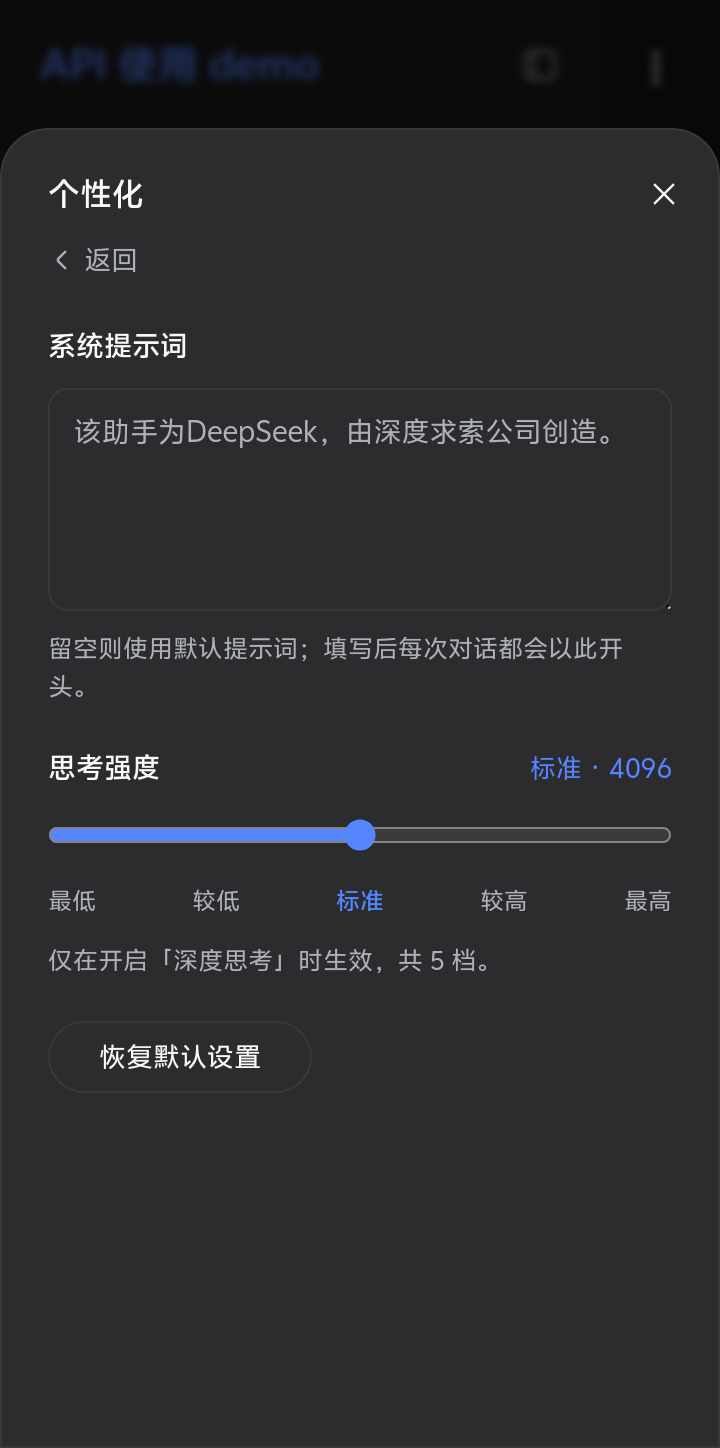 API 使用 demo
个性化
返回
系统提示词
该助手为DeepSeek，由深度求索公司创造。
留空则使用默认提示词；填写后每次对话都会以此开
头。
思考强度
标准 · 4096
最低 较低 标准 较高 最高
仅在开启「深度思考」时生效，共 5 档。
恢复默认设置